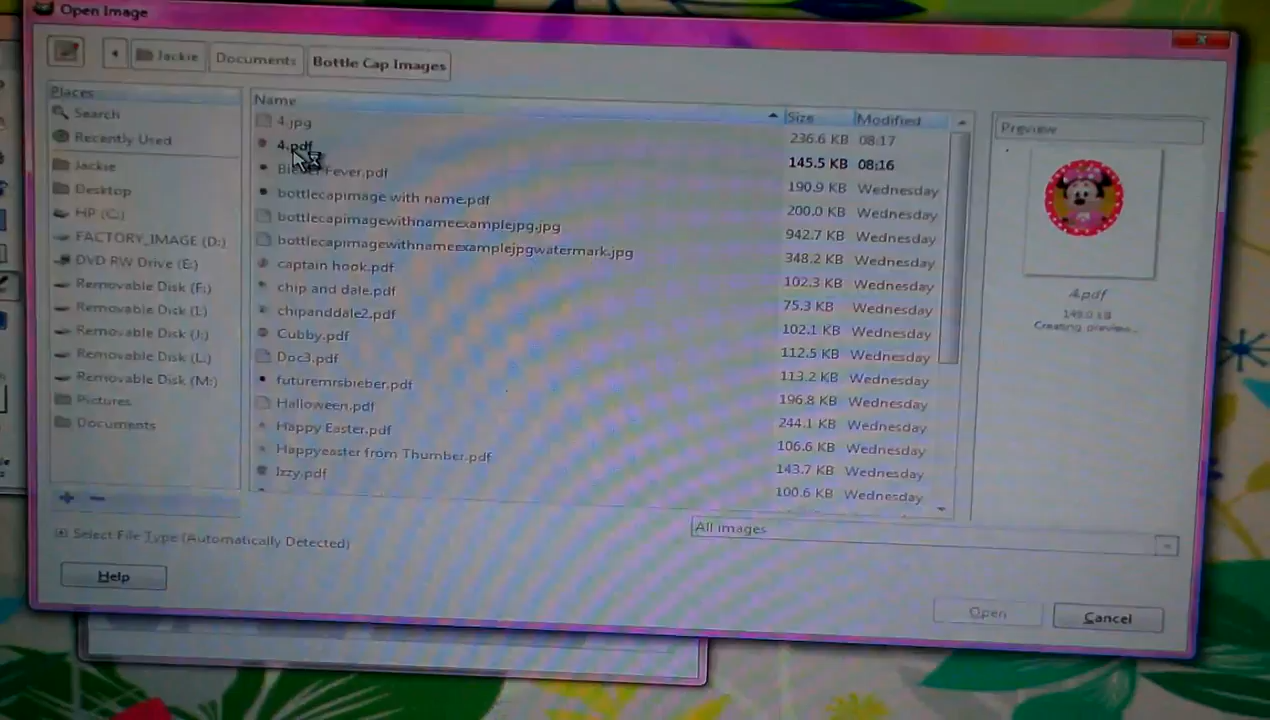 Open Image
Jackie Documents Bottle Cap Images
Places
Search
Recently Used
Jackie
Desktop
HP (C:)
FACTORY_IMAGE (D:)
DVD RW Drive (E:)
Removable Disk (F:)
Removable Disk (I:)
Removable Disk (J:)
Removable Disk (L:)
Removable Disk (M:)
Pictures
Documents
Name Size Modified
4.jpg 236.6 KB 08:17
4.pdf 145.5 KB 08:16
Bieber Fever.pdf 190.9 KB Wednesday
bottlecapimage with name.pdf 200.0 KB Wednesday
bottlecapimagewithnameexamplejpg.jpg 942.7 KB Wednesday
bottlecapimagewithnameexamplejpgwatermark.jpg 348.2 KB Wednesday
captain hook.pdf 102.3 KB Wednesday
chip and dale.pdf 75.3 KB Wednesday
chipanddale2.pdf 102.1 KB Wednesday
Cubby.pdf 112.5 KB Wednesday
Doc3.pdf 113.2 KB Wednesday
futuremrsbieber.pdf 196.8 KB Wednesday
Halloween.pdf 244.1 KB Wednesday
Happy Easter.pdf 106.6 KB Wednesday
Happyeaster from Thumber.pdf 143.7 KB Wednesday
Izzy.pdf 100.6 KB Wednesday
Preview
4.pdf
149.0 kB
Creating preview...
All images
Select File Type (Automatically Detected)
Help
Open
Cancel